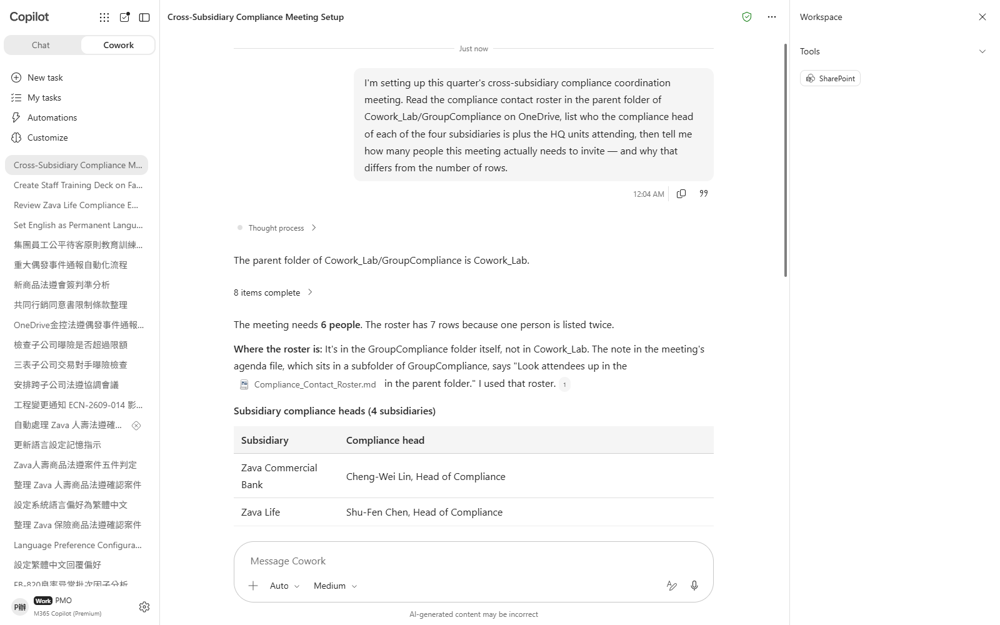 Copilot
Chat
Cowork
New task
My tasks
Automations
Customize
Cross-Subsidiary Compliance M...
Create Staff Training Deck on Fa...
Review Zava Life Compliance E...
Set English as Permanent Langu...
集團員工公平待客原則教育訓練...
重大偶發事件通報自動化流程
新商品法遵會簽判準分析
共同行銷同意書限制條款整理
OneDrive金控法遵偶發事件通報...
檢查子公司曝險是否超過限額
三表子公司交易對手曝險檢查
安排跨子公司法遵協調會議
工程變更通知 ECN-2609-014 影...
自動處理 Zava 人壽法遵確...
更新語言設定記憶指示
Zava人壽商品法遵案件五件判定
整理 Zava 人壽商品法遵確認案件
設定系統語言偏好為繁體中文
整理 Zava 保險商品法遵確認案件
Language Preference Configura...
設定繁體中文回覆偏好
FB-820良率異常批次因子分析
P辦
Work PMO
M365 Copilot (Premium)
Cross-Subsidiary Compliance Meeting Setup
Just now
I'm setting up this quarter's cross-subsidiary compliance coordination
meeting. Read the compliance contact roster in the parent folder of
Cowork_Lab/GroupCompliance on OneDrive, list who the compliance head
of each of the four subsidiaries is plus the HQ units attending, then tell me
how many people this meeting actually needs to invite — and why that
differs from the number of rows.
12:04 AM
Thought process
The parent folder of Cowork_Lab/GroupCompliance is Cowork_Lab.
8 items complete
The meeting needs 6 people. The roster has 7 rows because one person is listed twice.
Where the roster is: It's in the GroupCompliance folder itself, not in Cowork_Lab. The note in the meeting's
agenda file, which sits in a subfolder of GroupCompliance, says "Look attendees up in the
Compliance_Contact_Roster.md in the parent folder." I used that roster. 1
Subsidiary compliance heads (4 subsidiaries)
Subsidiary Compliance head
Zava Commercial
Bank
Cheng-Wei Lin, Head of Compliance
Zava Life Shu-Fen Chen, Head of Compliance
Message Cowork
Auto Medium
AI-generated content may be incorrect
Workspace
Tools
SharePoint